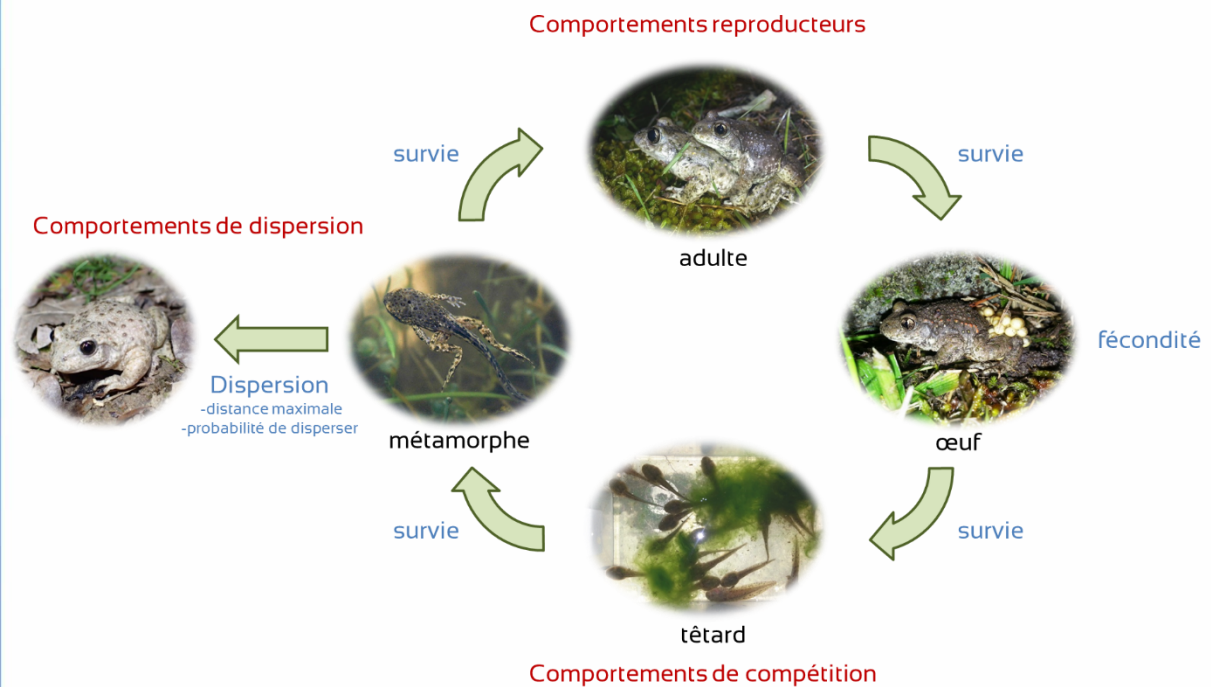 Comportements reproducteurs
survie
survie
Comportements de dispersion
adulte
fécondité
Dispersion
-distance maximale
-probabilité de disperser
métamorphe
œuf
survie
survie
têtard
Comportements de compétition